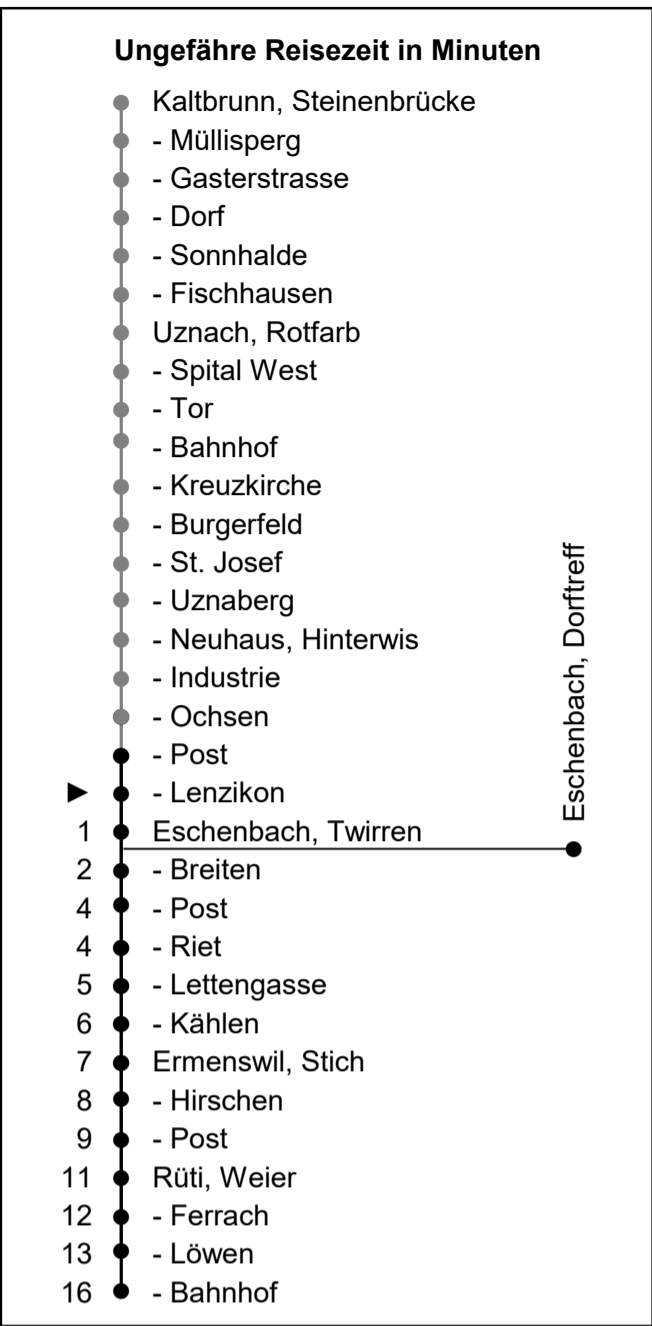 Ungefähre Reisezeit in Minuten
Kaltbrunn, Steinenbrücke
- Müllisperg
- Gasterstrasse
- Dorf
- Sonnhalde
- Fischhausen
Uznach, Rotfarb
- Spital West
- Tor
- Bahnhof
- Kreuzkirche
- Burgerfeld
- St. Josef
- Uznaberg
- Neuhaus, Hinterwis
- Industrie
- Ochsen
- Post
► - Lenzikon
1 Eschenbach, Twirren
Eschenbach, Dorftreff
2 - Breiten
4 - Post
4 - Riet
5 - Lettengasse
6 - Kählen
7 Ermenswil, Stich
8 - Hirschen
9 - Post
11 Rüti, Weier
12 - Ferrach
13 - Löwen
16 - Bahnhof